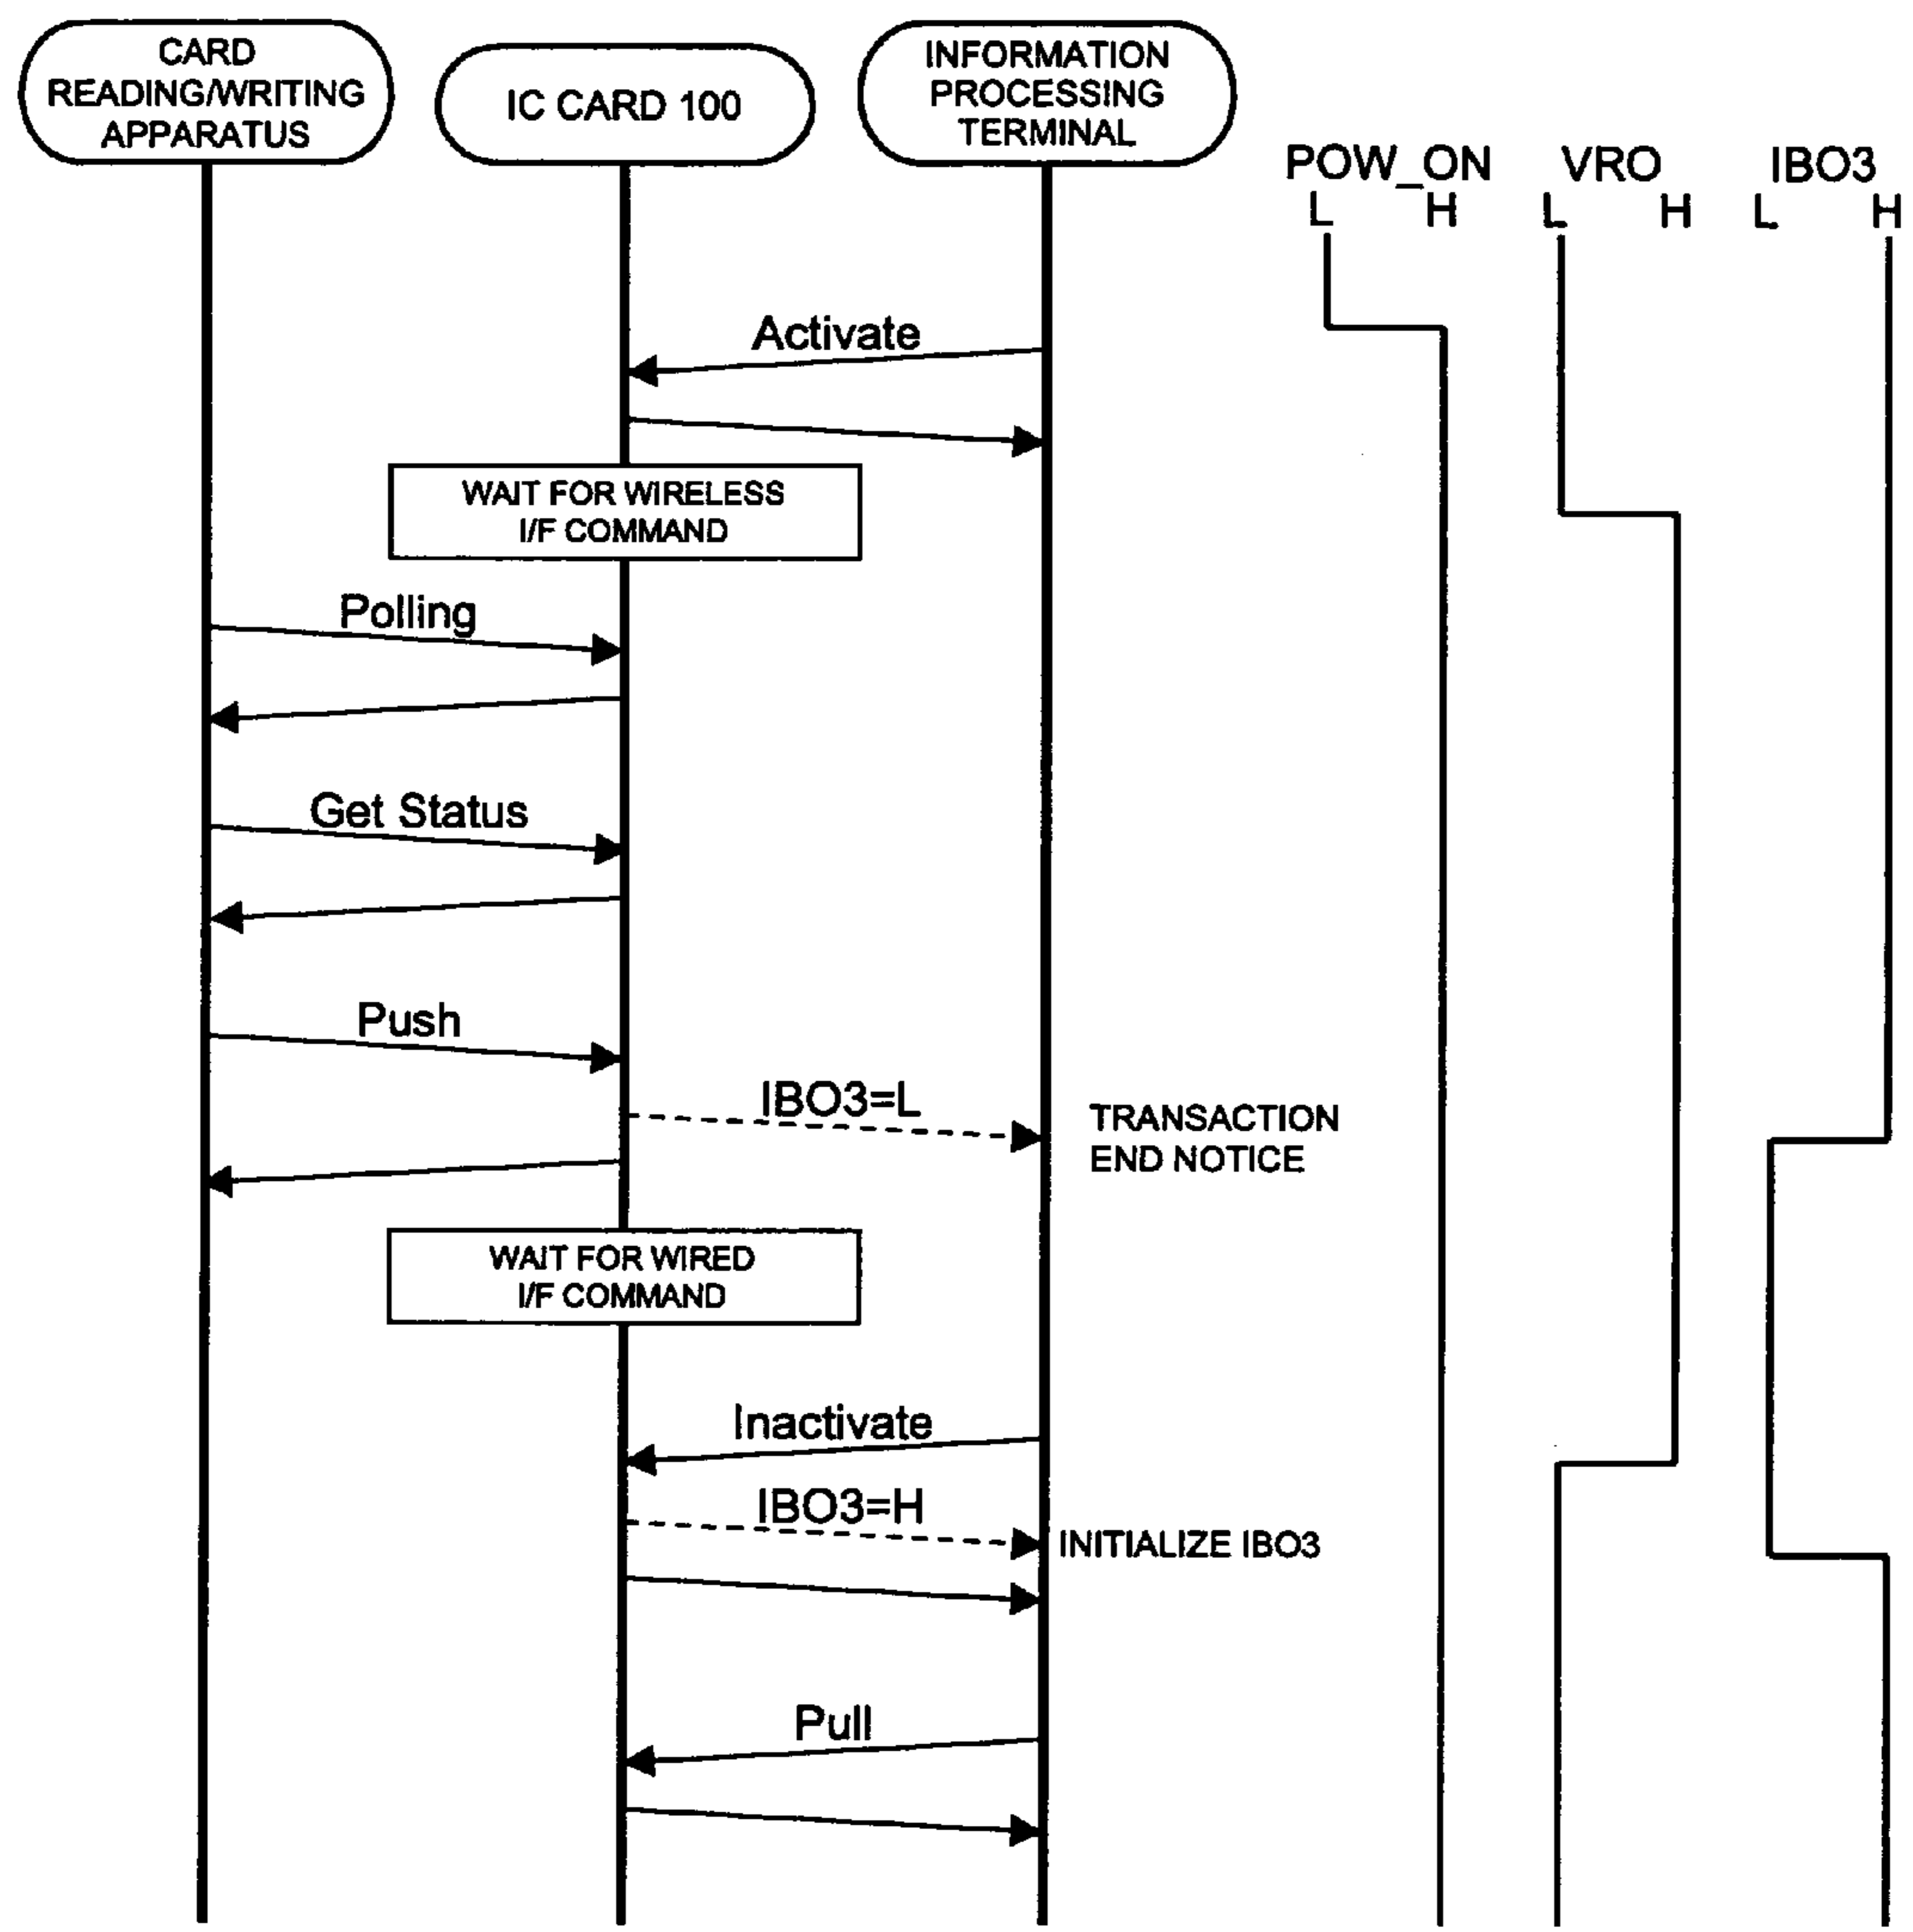 CARD
READING/WRITING
APPARATUS
IC CARD 100
INFORMATION
PROCESSING
TERMINAL
POW_ON
VRO
IBO3
L
H
L
H
L
H
Activate
WAIT FOR WIRELESS
I/F COMMAND
Polling
Get Status
Push
IBO3=L
TRANSACTION
END NOTICE
WAIT FOR WIRED
I/F COMMAND
Inactivate
IBO3=H
INITIALIZE IBO3
Pull